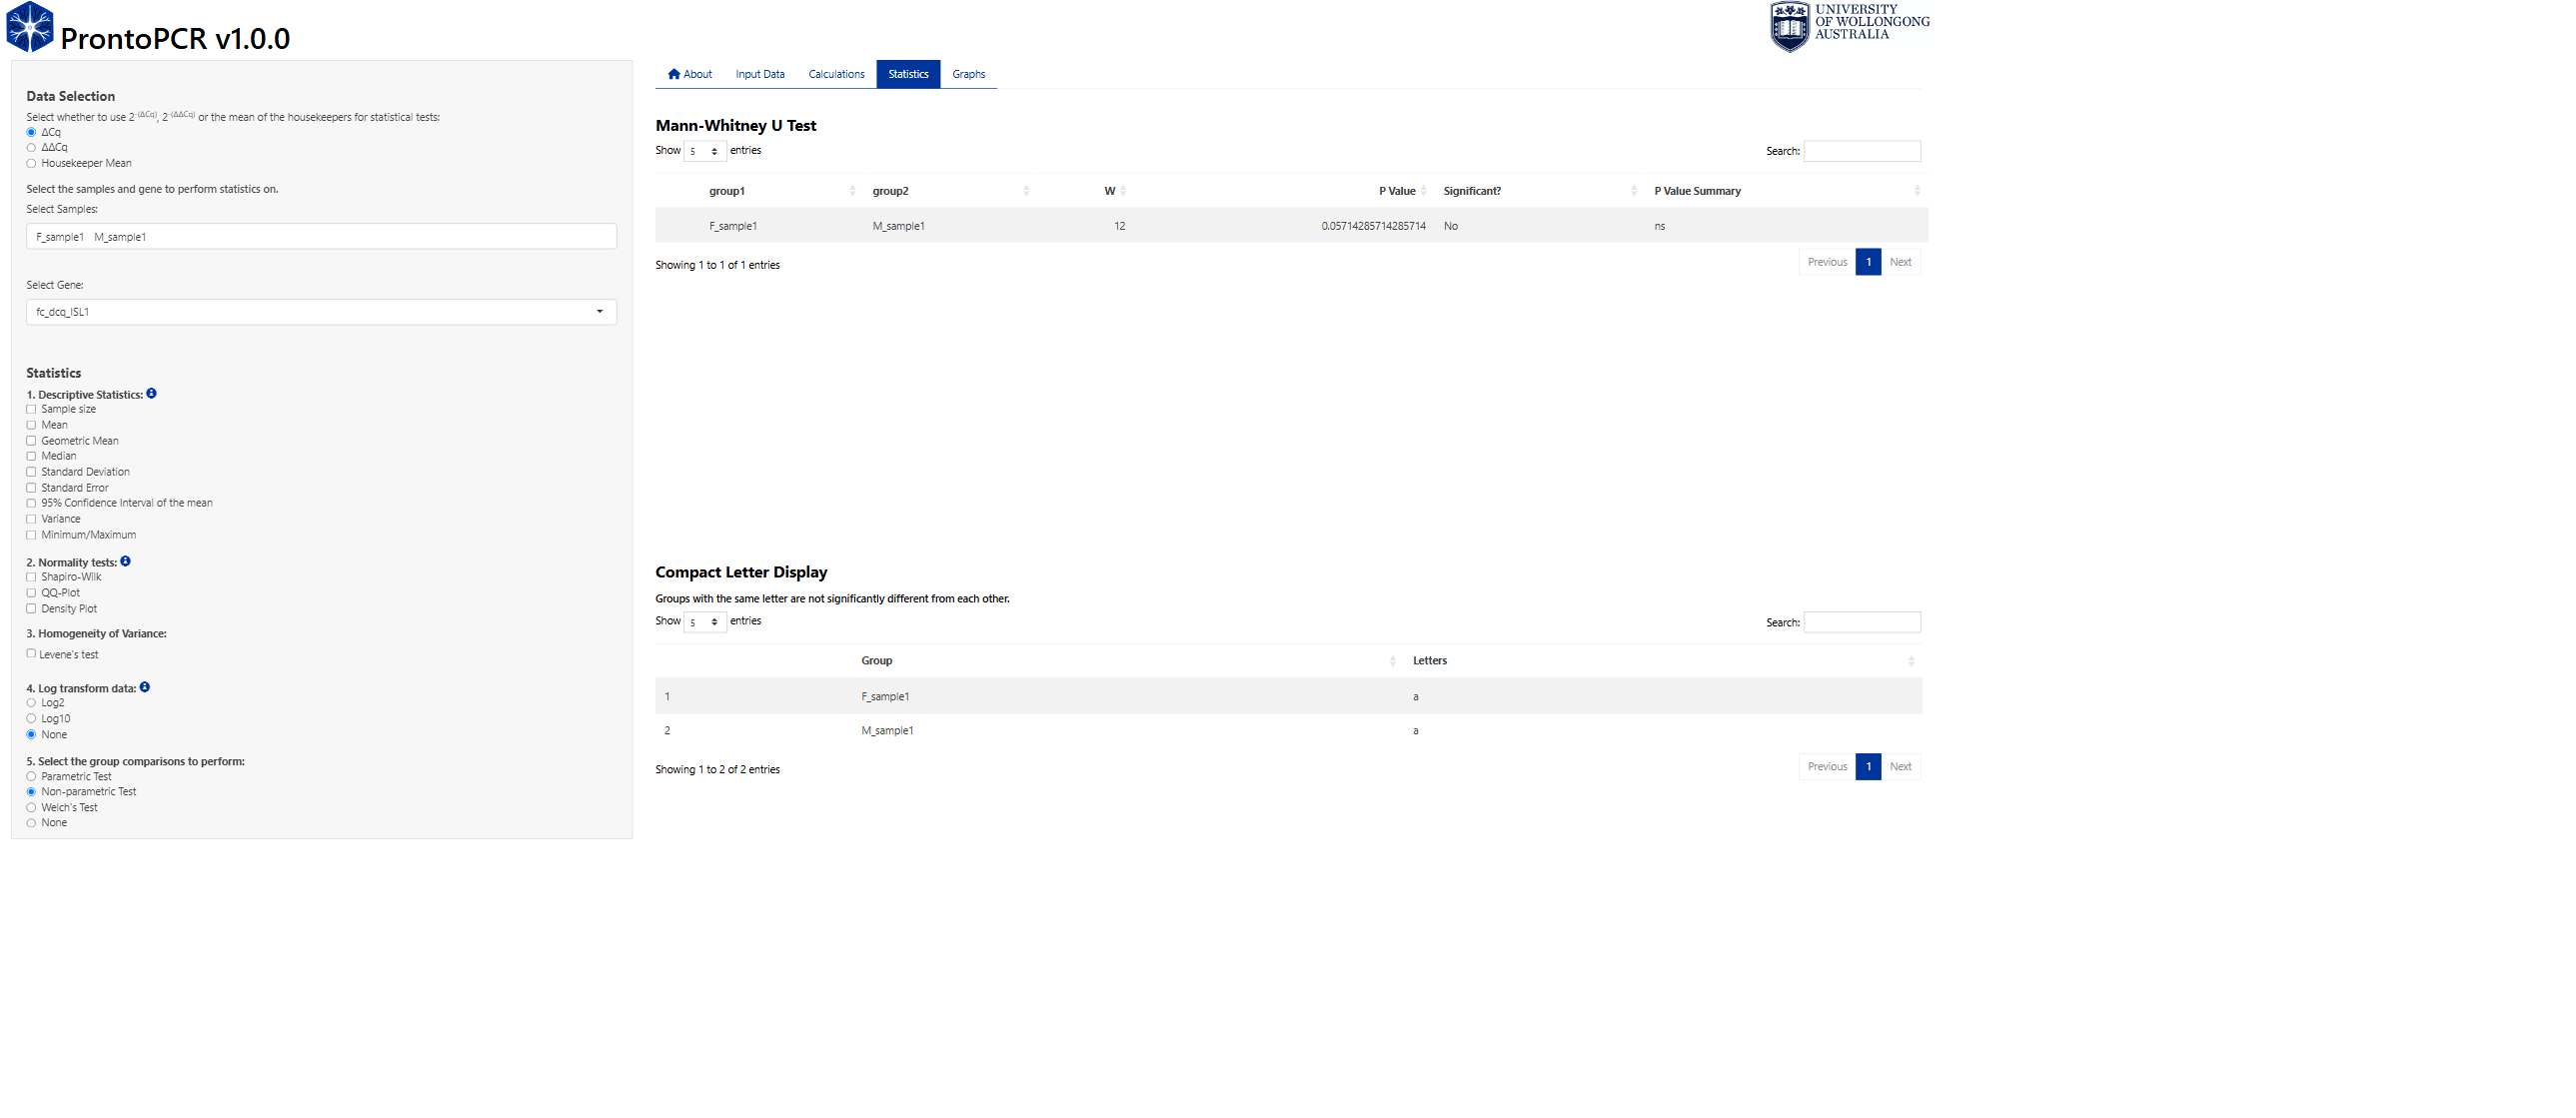 ProntoPCR v1.0.0
UNIVERSITY
OF WOLLONGONG
AUSTRALIA
Data Selection
Select whether to use 2-(ΔCq), 2-(ΔΔCq) or the mean of the housekeepers for statistical tests:
ΔCq
ΔΔCq
Housekeeper Mean
Select the samples and gene to perform statistics on.
Select Samples:
F_sample1 M_sample1
Select Gene:
fc_dcq_ISL1
Statistics
1. Descriptive Statistics:
Sample size
Mean
Geometric Mean
Median
Standard Deviation
Standard Error
95% Confidence Interval of the mean
Variance
Minimum/Maximum
2. Normality tests:
Shapiro-Wilk
QQ-Plot
Density Plot
3. Homogeneity of Variance:
Levene's test
4. Log transform data:
Log2
Log10
None
5. Select the group comparisons to perform:
Parametric Test
Non-parametric Test
Welch's Test
None
About Input Data Calculations Statistics Graphs
Mann-Whitney U Test
Show 5 entries Search:
group1 group2 W P Value Significant? P Value Summary
F_sample1 M_sample1 12 0.05714285714285714 No ns
Showing 1 to 1 of 1 entries Previous 1 Next
Compact Letter Display
Groups with the same letter are not significantly different from each other.
Show 5 entries Search:
Group Letters
1 F_sample1 a
2 M_sample1 a
Showing 1 to 2 of 2 entries Previous 1 Next